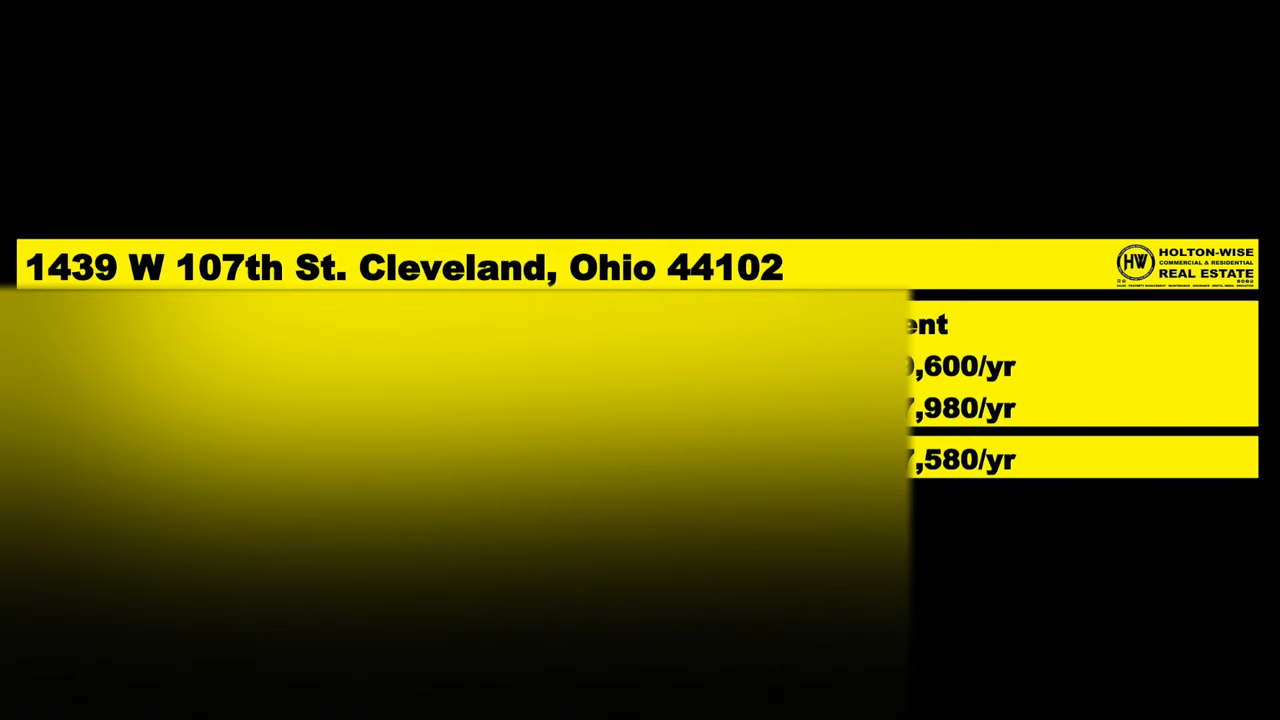 1439 W 107th St. Cleveland, Ohio 44102
HW
HOLTON-WISE
COMMERCIAL & RESIDENTIAL
REAL ESTATE
ent
,600/yr
,980/yr
,580/yr